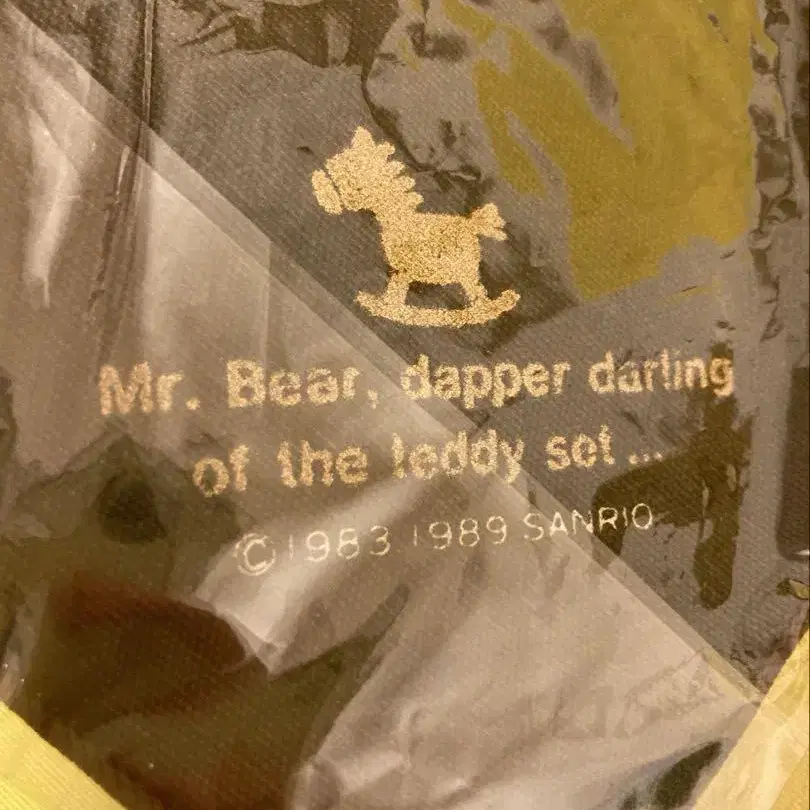 Mr. Bear, dapper darling
of the teddy set...
© 1983, 1989 SANRIO